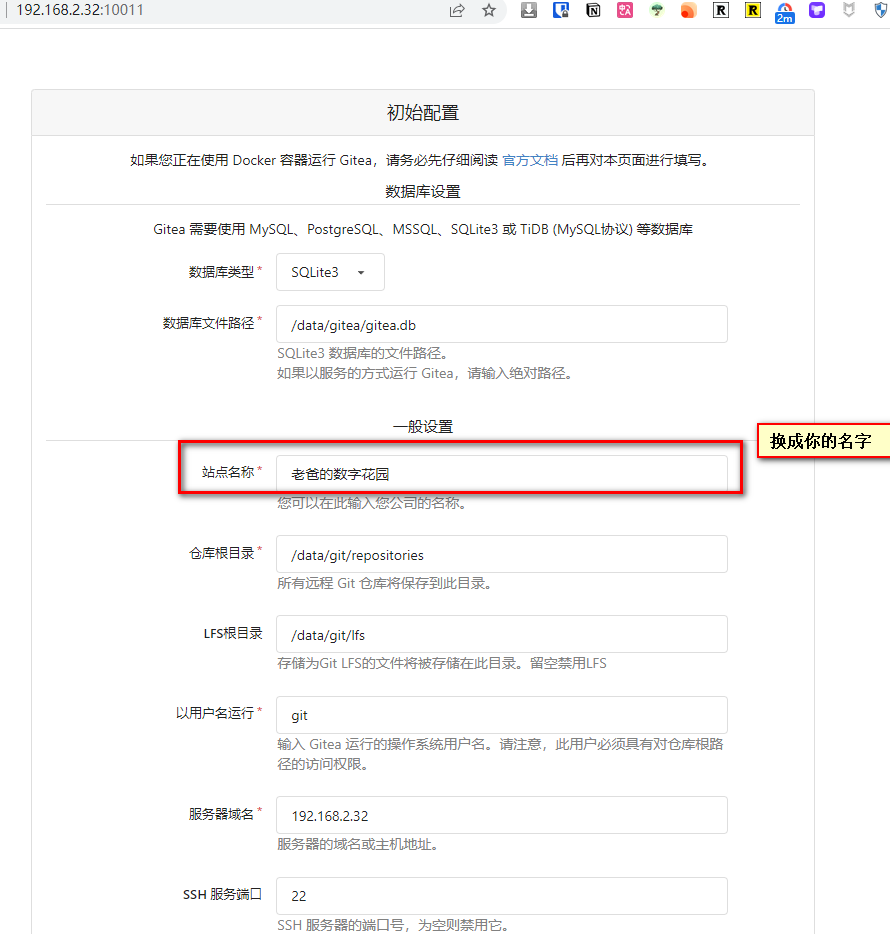 192.168.2.32:10011
2m
初始配置
如果您正在使用 Docker 容器运行 Gitea，请务必先仔细阅读 官方文档 后再对本页面进行填写。
数据库设置
Gitea 需要使用 MySQL、PostgreSQL、MSSQL、SQLite3 或 TiDB (MySQL协议) 等数据库
数据库类型* SQLite3
数据库文件路径* /data/gitea/gitea.db
SQLite3 数据库的文件路径。
如果以服务的方式运行 Gitea，请输入绝对路径。
一般设置
换成你的名字
站点名称* 老爸的数字花园
您可以在此输入您公司的名称。
仓库根目录* /data/git/repositories
所有远程 Git 仓库将保存到此目录。
LFS根目录 /data/git/lfs
存储为Git LFS的文件将被存储在此目录。留空禁用LFS
以用户名运行* git
输入 Gitea 运行的操作系统用户名。请注意，此用户必须具有对仓库根路
径的访问权限。
服务器域名* 192.168.2.32
服务器的域名或主机地址。
SSH 服务端口 22
SSH 服务器的端口号，为空则禁用它。